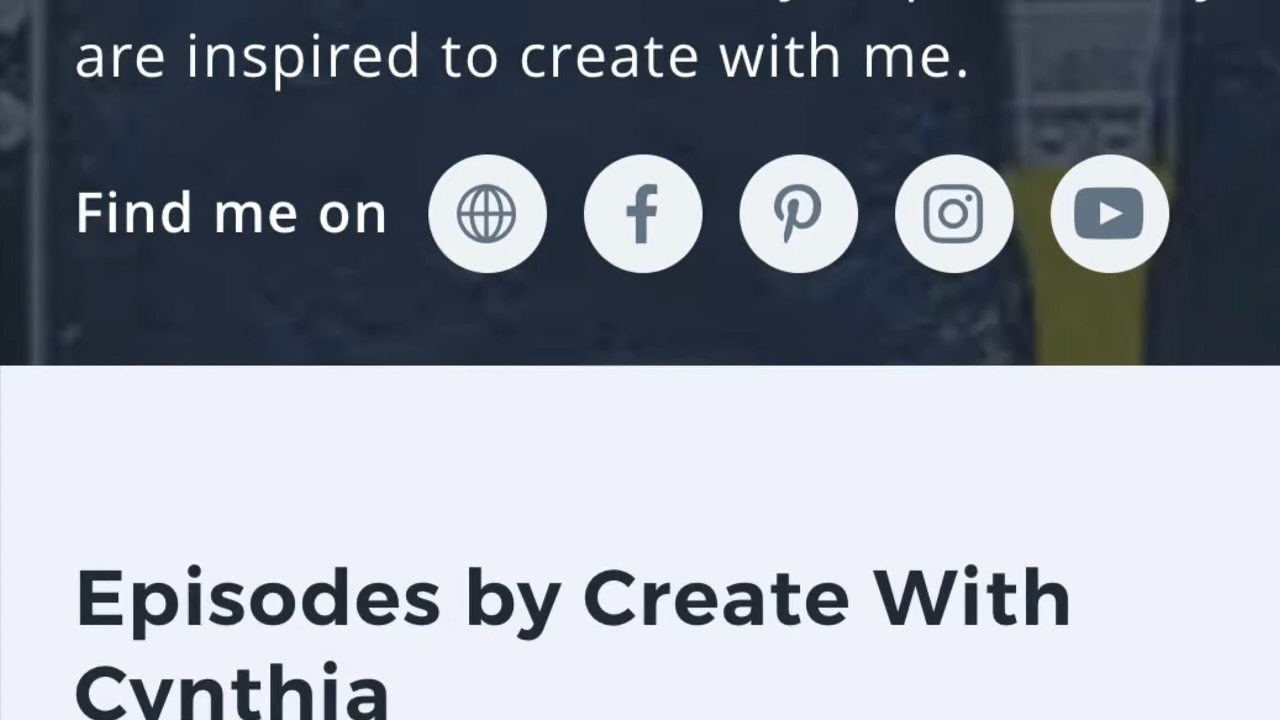 are inspired to create with me.
Find me on
Episodes by Create With
Cynthia